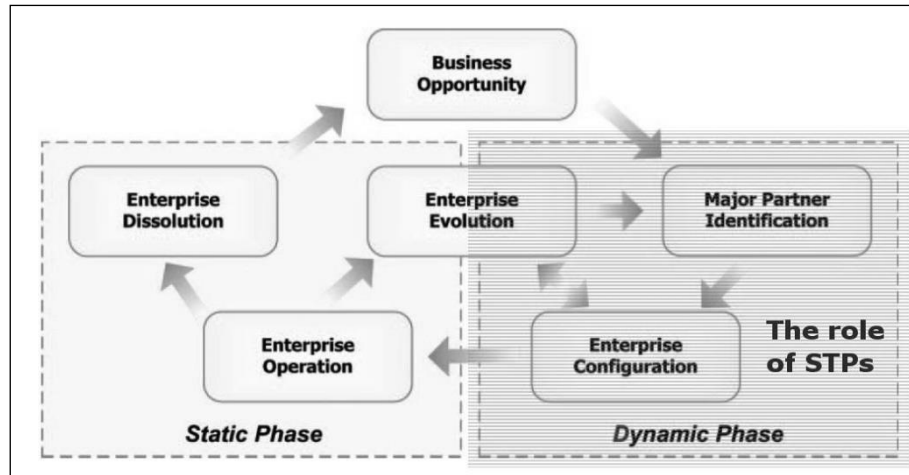 Business
Opportunity
Enterprise
Dissolution
Enterprise
Evolution
Major Partner
Identification
Enterprise
Operation
Enterprise
Configuration
The role
of STPs
Static Phase
Dynamic Phase